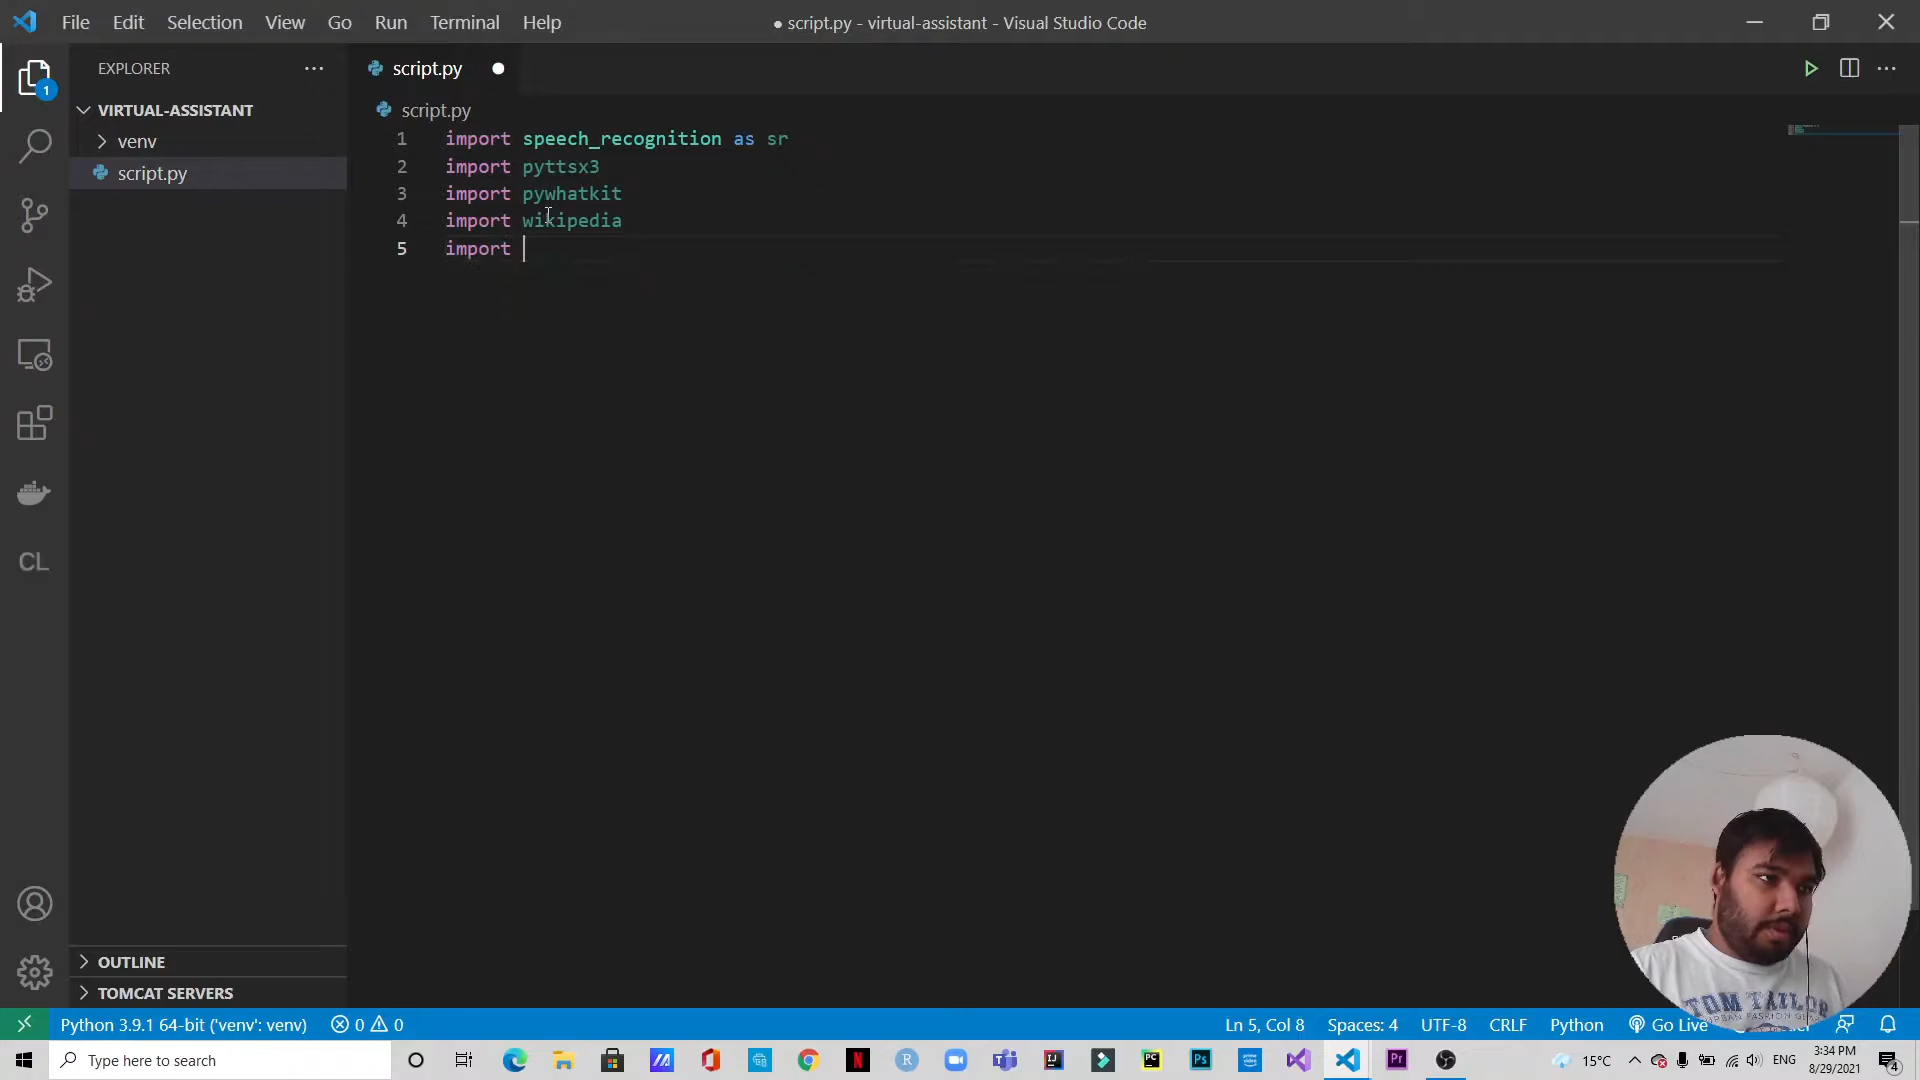 File Edit Selection View Go Run Terminal Help
● script.py - virtual-assistant - Visual Studio Code
EXPLORER
script.py
1
VIRTUAL-ASSISTANT
script.py
venv
script.py
1 import speech_recognition as sr
2 import pyttsx3
3 import pywhatkit
4 import wikipedia
5 import
CL
OUTLINE
TOMCAT SERVERS
TOM TAILOR
Python 3.9.1 64-bit ('venv': venv) 0 0
Ln 5, Col 8 Spaces: 4 UTF-8 CRLF Python Go Live
Type here to search
15°C ENG
3:34 PM
8/29/2021
4